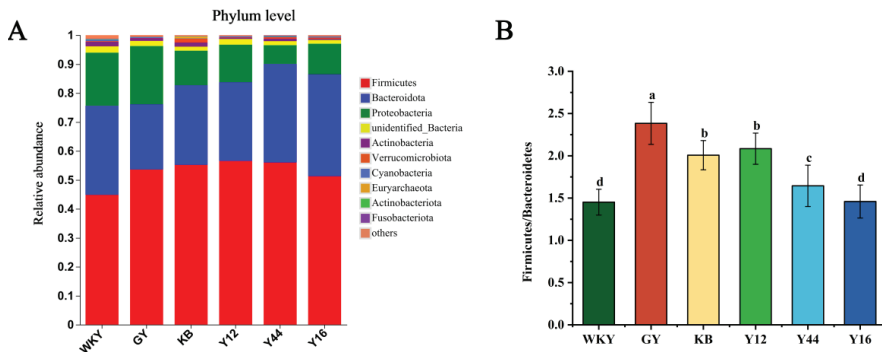 Phylum level
A
Relative abundance
1
0.9
0.8
0.7
0.6
0.5
0.4
0.3
0.2
0.1
0
WKY
GY
KB
Y12
Y44
Y16
Firmicutes
Bacteroidota
Proteobacteria
unidentified_Bacteria
Actinobacteria
Verrucomicrobiota
Cyanobacteria
Euryarchaeota
Actinobacteriota
Fusobacteriota
others
B
Firmicutes/Bacteroidetes
3.0
2.5
2.0
1.5
1.0
0.5
0.0
d
a
b
b
c
d
WKY
GY
KB
Y12
Y44
Y16